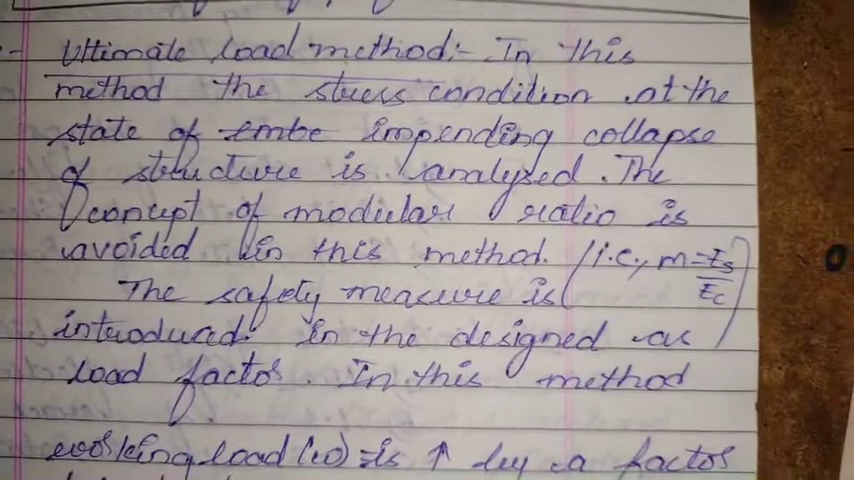 Ultimate load method:- In this
method the stress condition at the
state of embe impending collapse
of structure is analysed. The
concept of modular ratio is
avoided in this method. (i.e., m = Es/Ec)
The safety measure is
introduced in the designed as
load factor. In this method
working load (w) is ↑ by a factor